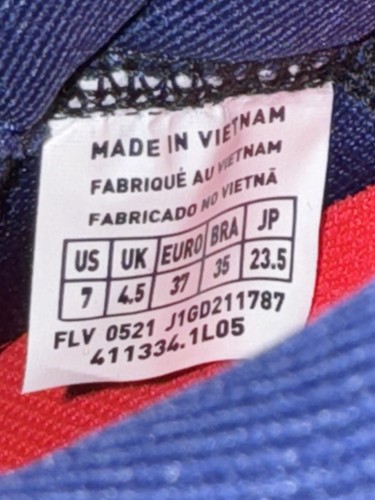 MADE IN VIETNAM
FABRIQUÉ AU VIETNAM
FABRICADO NO VIETNÃ
US UK EURO BRA JP
7 4.5 37 35 23.5
FLV 0521 J1GD211787
411334.1L05